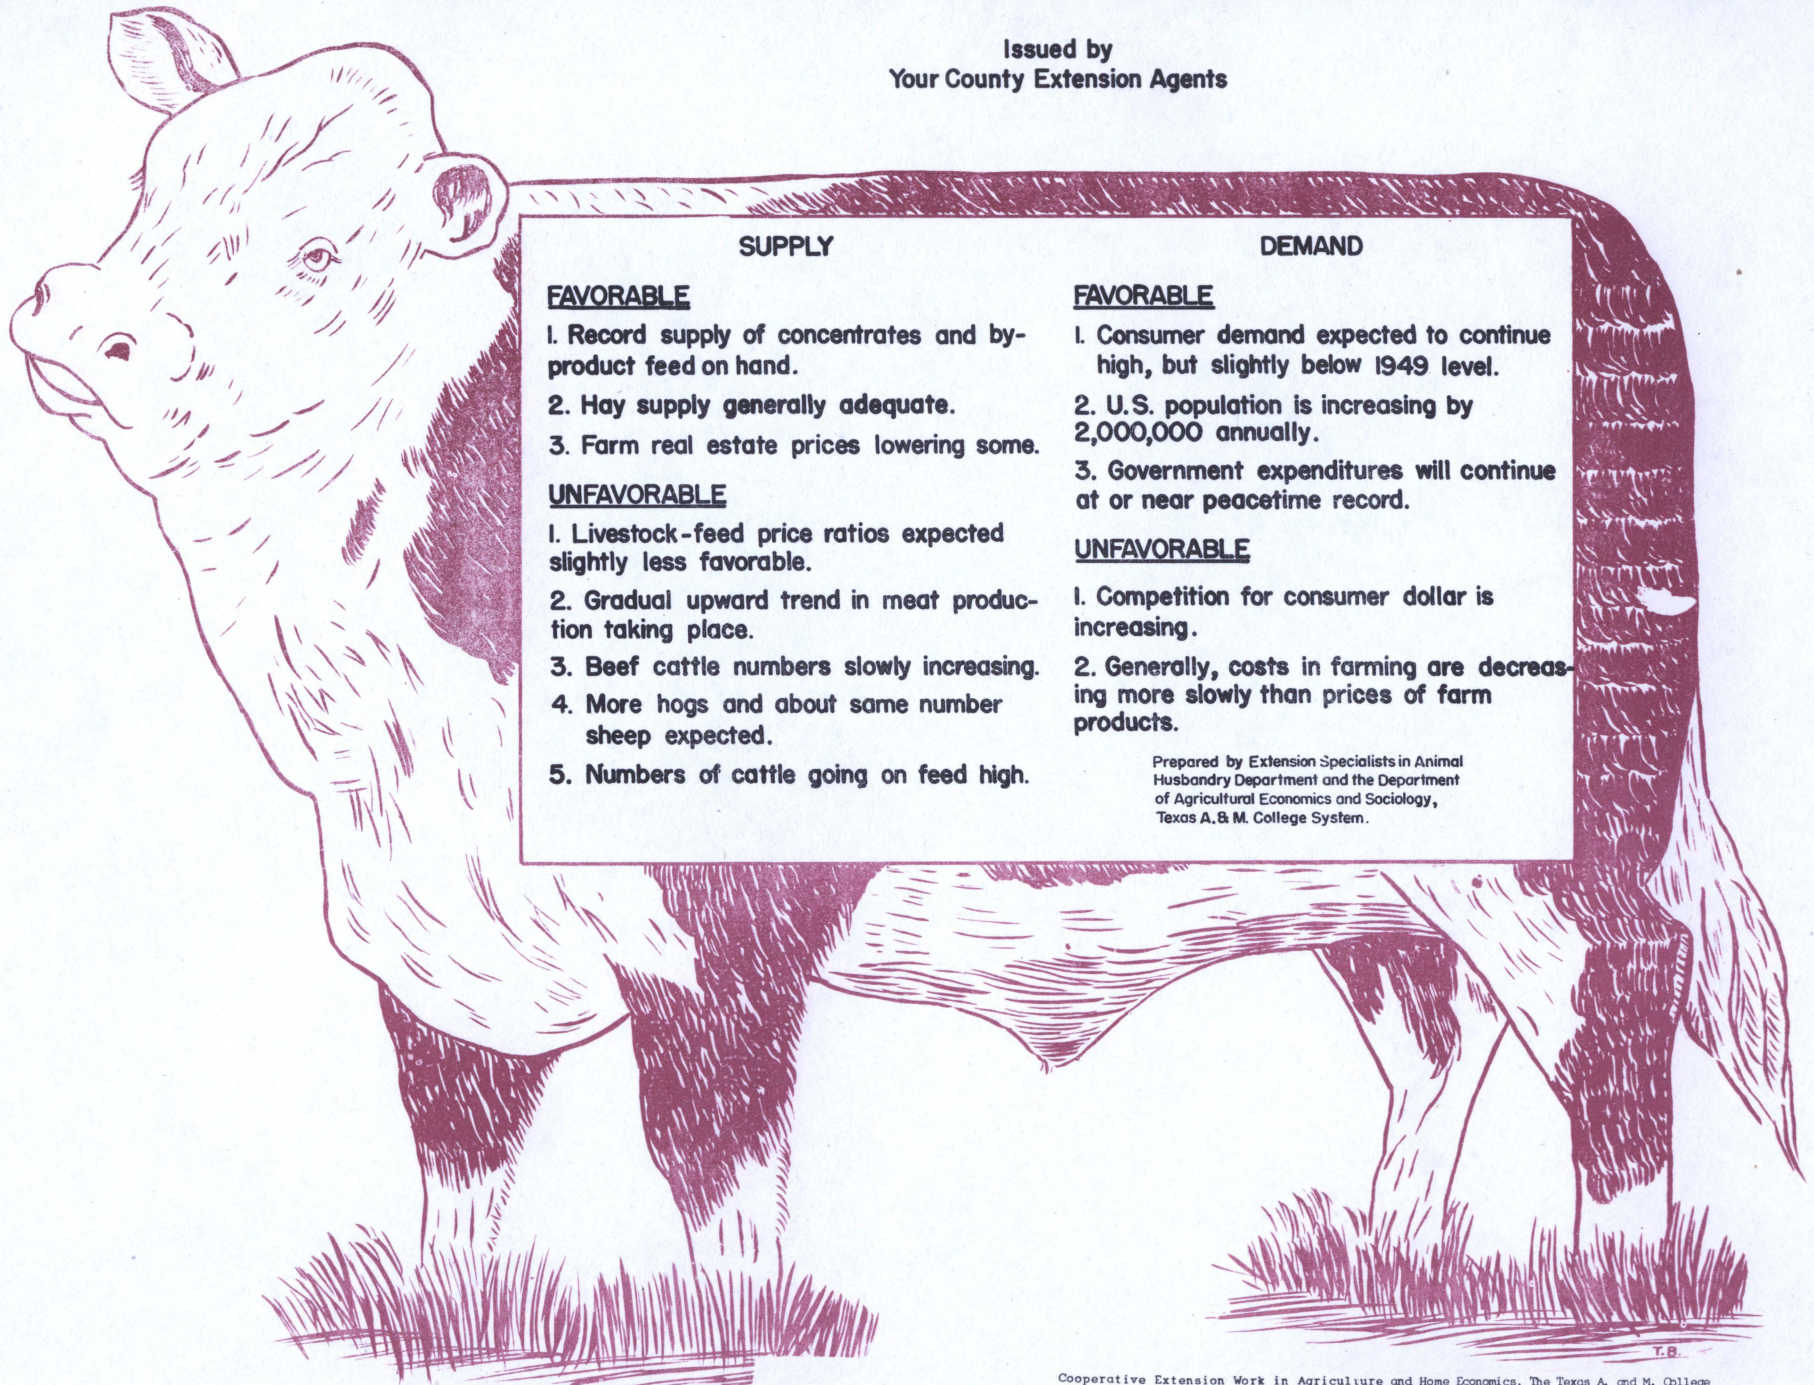 Issued by
Your County Extension Agents
SUPPLY
FAVORABLE
1. Record supply of concentrates and by-
product feed on hand.
2. Hay supply generally adequate.
3. Farm real estate prices lowering some.
UNFAVORABLE
1. Livestock-feed price ratios expected
slightly less favorable.
2. Gradual upward trend in meat produc-
tion taking place.
3. Beef cattle numbers slowly increasing.
4. More hogs and about same number
sheep expected.
5. Numbers of cattle going on feed high.
DEMAND
FAVORABLE
1. Consumer demand expected to continue
high, but slightly below 1949 level.
2. U.S. population is increasing by
2,000,000 annually.
3. Government expenditures will continue
at or near peacetime record.
UNFAVORABLE
1. Competition for consumer dollar is
increasing.
2. Generally, costs in farming are decreas-
ing more slowly than prices of farm
products.
Prepared by Extension Specialists in Animal
Husbandry Department and the Department
of Agricultural Economics and Sociology,
Texas A. & M. College System.
T.B.
Cooperative Extension Work in Agriculture and Home Economics, The Texas A. and M. College